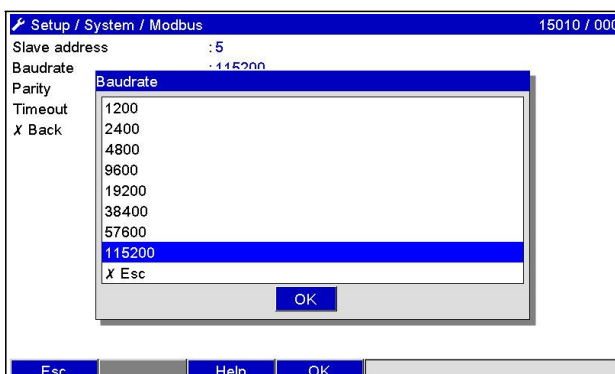 Setup / System / Modbus 15010 / 000
Slave address : 5
Baudrate : 115200
Parity
Timeout
X Back
Baudrate
1200
2400
4800
9600
19200
38400
57600
115200
X Esc
OK
Esc Help OK